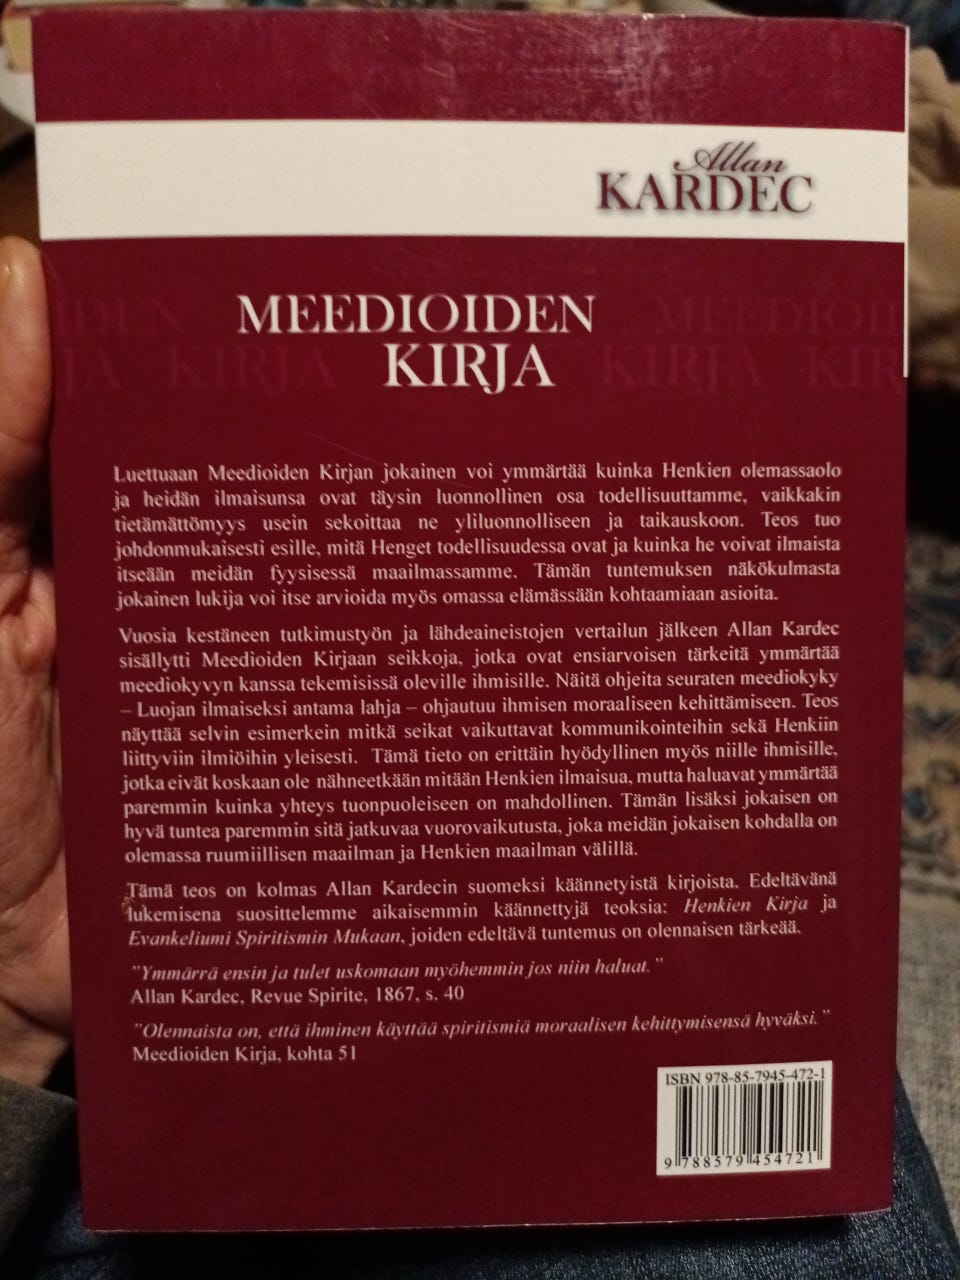 Allan
KARDEC
MEEDIOIDEN
KIRJA
Luettuaan Meedioiden Kirjan jokainen voi ymmärtää kuinka Henkien olemassaolo
ja heidän ilmaisunsa ovat täysin luonnollinen osa todellisuuttamme, vaikkakin
tietämättömyys usein sekoittaa ne yliluonnolliseen ja taikauskoon. Teos tuo
johdonmukaisesti esille, mitä Henget todellisuudessa ovat ja kuinka he voivat ilmaista
itseään meidän fyysisessä maailmassamme. Tämän tuntemuksen näkökulmasta
jokainen lukija voi itse arvioida myös omassa elämässään kohtaamiaan asioita.
Vuosia kestäneen tutkimustyön ja lähdeaineistojen vertailun jälkeen Allan Kardec
sisällytti Meedioiden Kirjaan seikkoja, jotka ovat ensiarvoisen tärkeitä ymmärtää
meediokyvyn kanssa tekemisissä oleville ihmisille. Näitä ohjeita seuraten meediokyky
– Luojan ilmaiseksi antama lahja – ohjautuu ihmisen moraaliseen kehittämiseen. Teos
näyttää selvin esimerkein mitkä seikat vaikuttavat kommunikointeihin sekä Henkiin
liittyviin ilmiöihin yleisesti. Tämä tieto on erittäin hyödyllinen myös niille ihmisille,
jotka eivät koskaan ole nähneetkään mitään Henkien ilmaisua, mutta haluavat ymmärtää
paremmin kuinka yhteys tuonpuoleiseen on mahdollinen. Tämän lisäksi jokaisen on
hyvä tuntea paremmin sitä jatkuvaa vuorovaikutusta, joka meidän jokaisen kohdalla on
olemassa ruumiillisen maailman ja Henkien maailman välillä.
Tämä teos on kolmas Allan Kardecin suomeksi käännetyistä kirjoista. Edeltävänä
lukemisena suosittelemme aikaisemmin käännettyjä teoksia: Henkien Kirja ja
Evankeliumi Spiritismin Mukaan, joiden edeltävä tuntemus on olennaisen tärkeää.
"Ymmärrä ensin ja tulet uskomaan myöhemmin jos niin haluat."
Allan Kardec, Revue Spirite, 1867, s. 40
"Olennaista on, että ihminen käyttää spiritismiä moraalisen kehittymisensä hyväksi."
Meedioiden Kirja, kohta 51
ISBN 978-85-7945-472-1
9 788579 454721